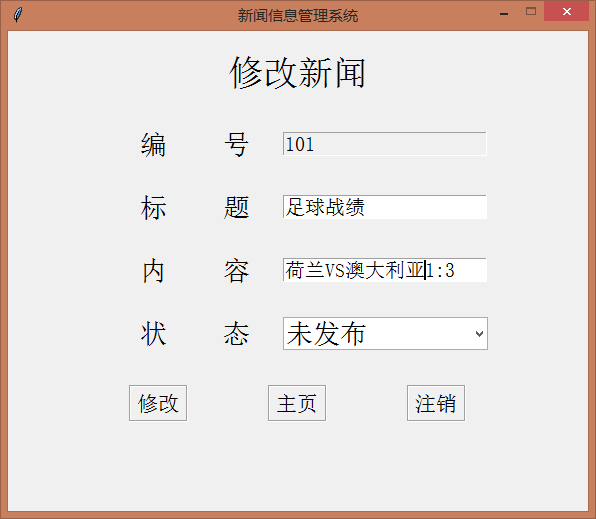 新闻信息管理系统
修改新闻
编 号 101
标 题 足球战绩
内 容 荷兰VS澳大利亚1:3
状 态 未发布
修改 主页 注销